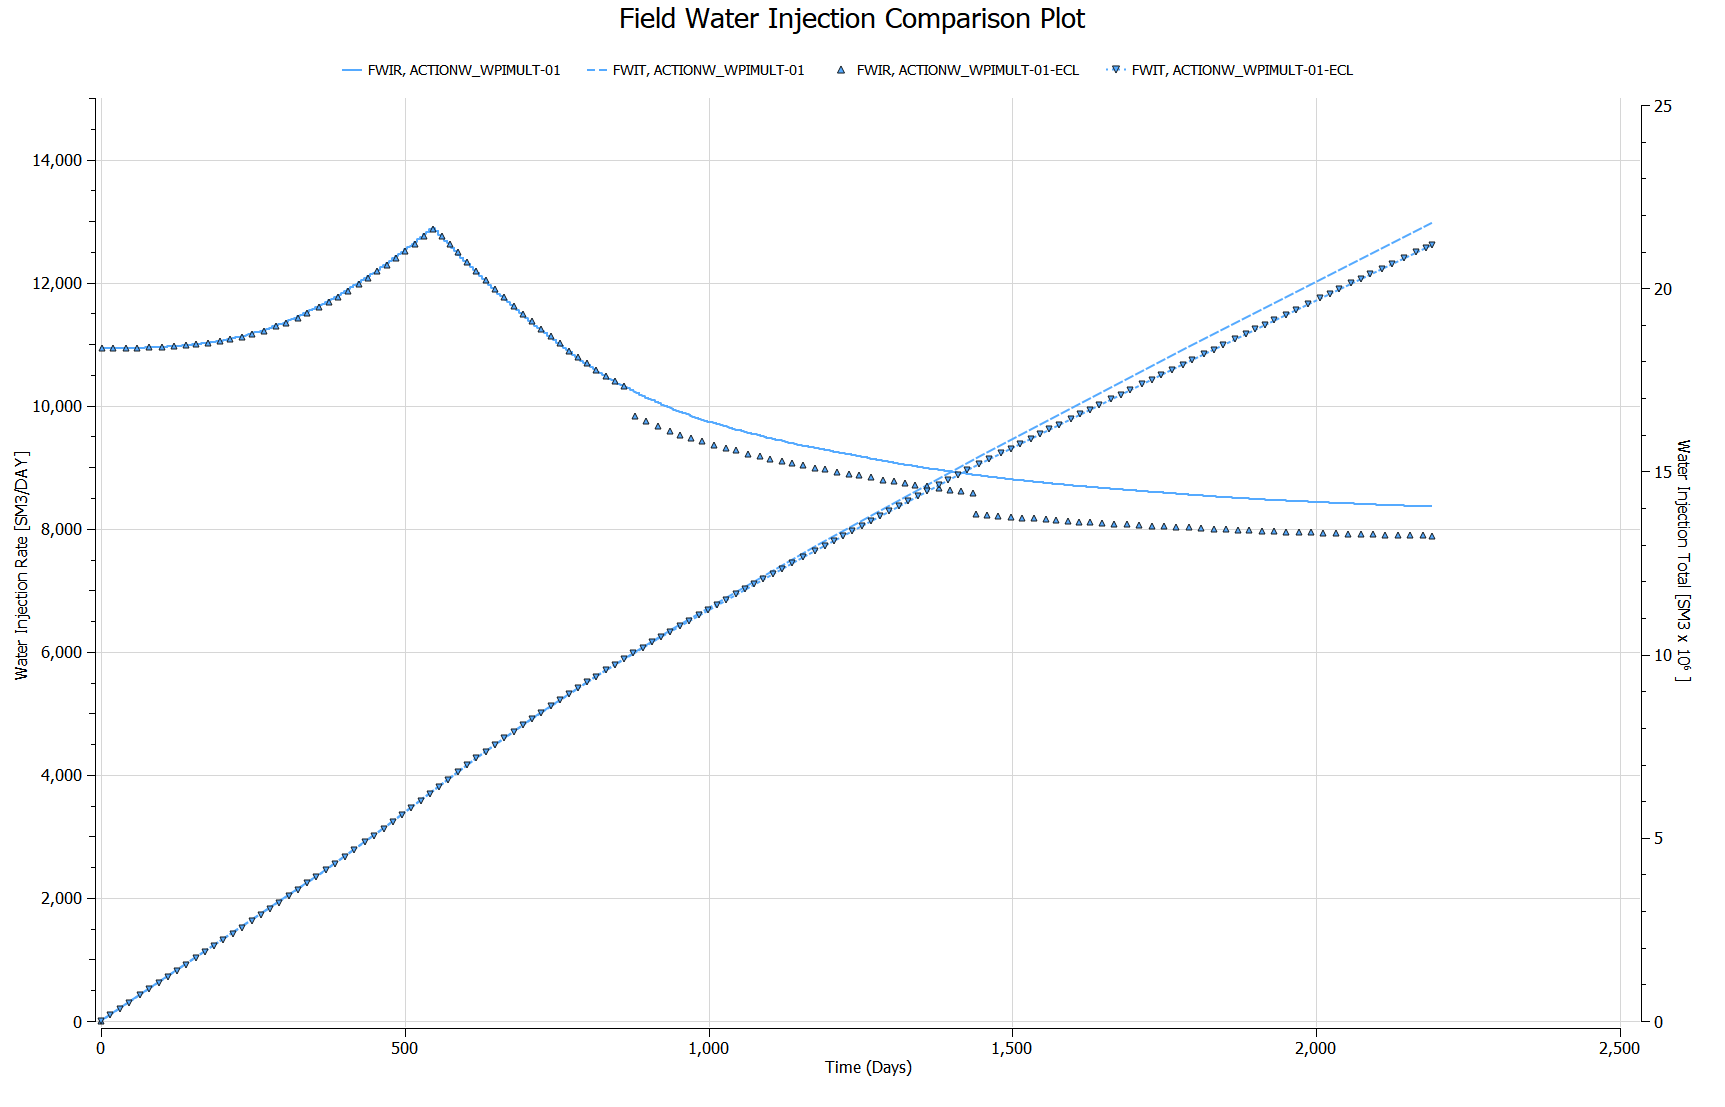 Field Water Injection Comparison Plot
FWIR, ACTIONW_WPIMULT-01 FWIT, ACTIONW_WPIMULT-01 FWIR, ACTIONW_WPIMULT-01-ECL FWIT, ACTIONW_WPIMULT-01-ECL
Water Injection Rate [SM3/DAY]
14,000
12,000
10,000
8,000
6,000
4,000
2,000
0
25
20
15
10
5
0
Water Injection Total [SM3 x 10⁶ ]
0 500 1,000 1,500 2,000 2,500
Time (Days)